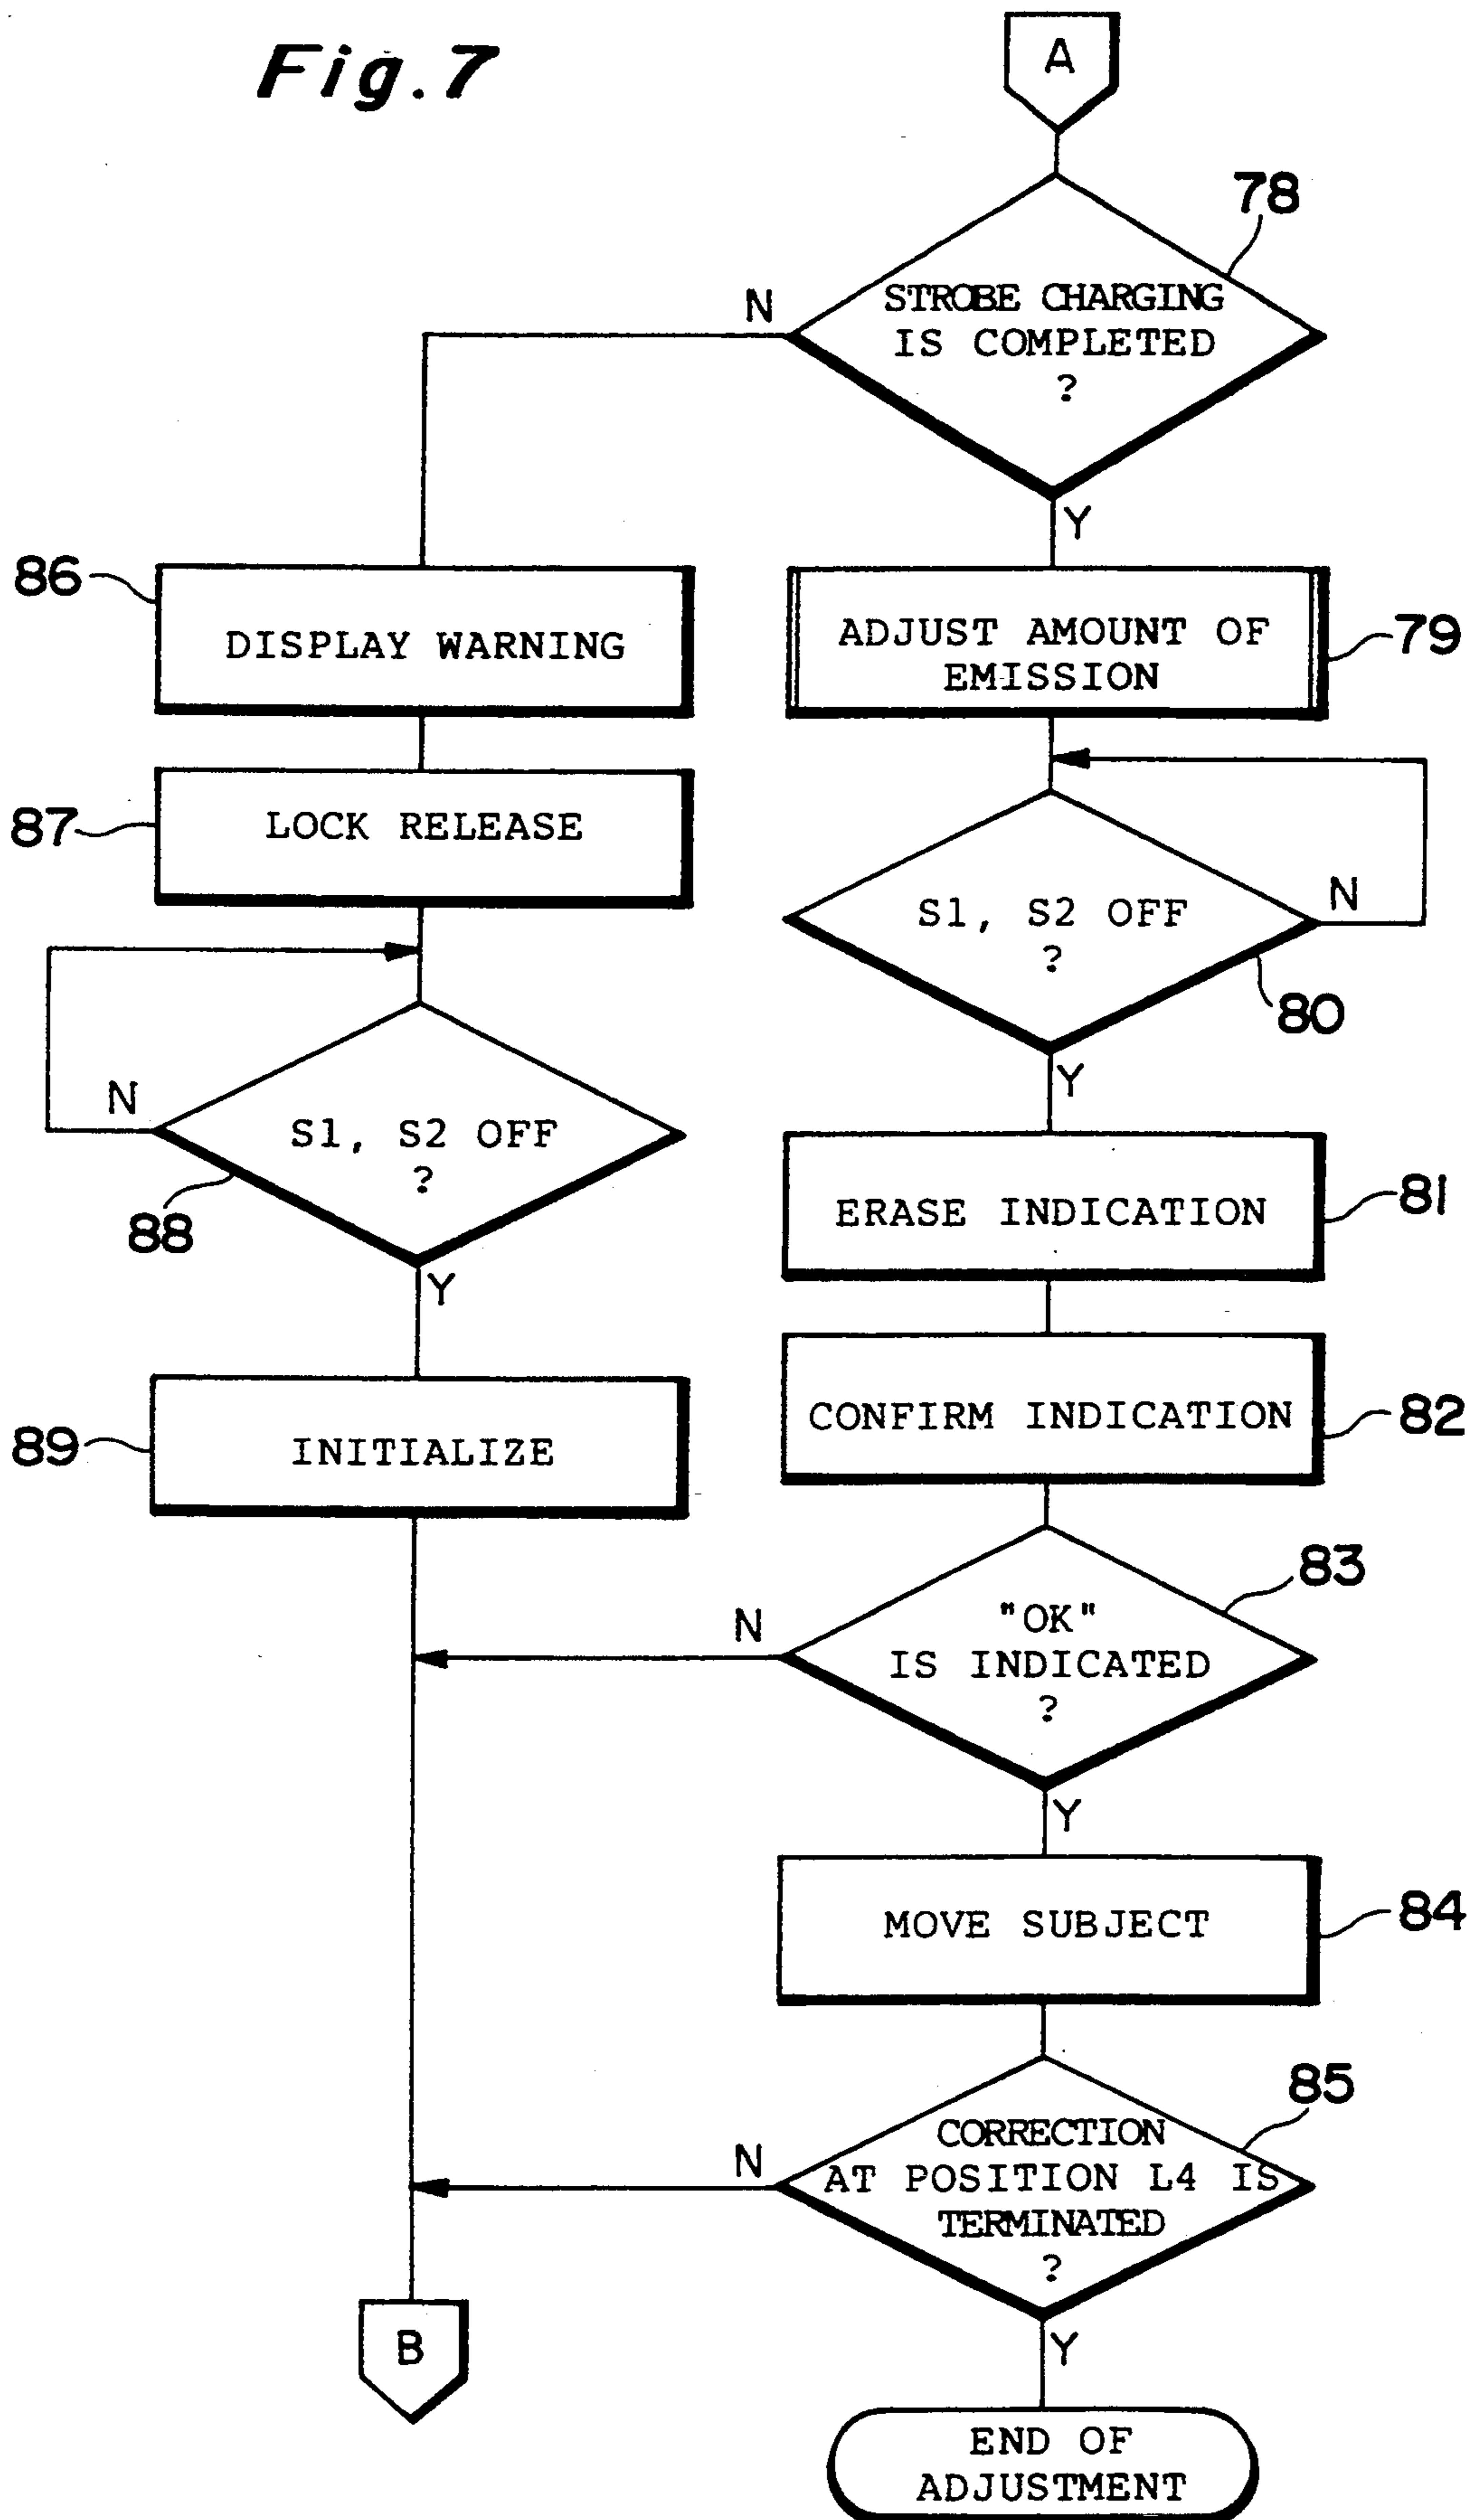 Fig.7
A
78
N
STROBE CHARGING
IS COMPLETED
?
Y
86
DISPLAY WARNING
ADJUST AMOUNT OF
EMISSION
79
87
LOCK RELEASE
S1, S2 OFF
?
N
80
Y
N
S1, S2 OFF
?
88
Y
ERASE INDICATION
81
89
INITIALIZE
CONFIRM INDICATION
82
83
N
"OK"
IS INDICATED
?
Y
MOVE SUBJECT
84
85
N
CORRECTION
AT POSITION L4 IS
TERMINATED
?
Y
B
END OF
ADJUSTMENT